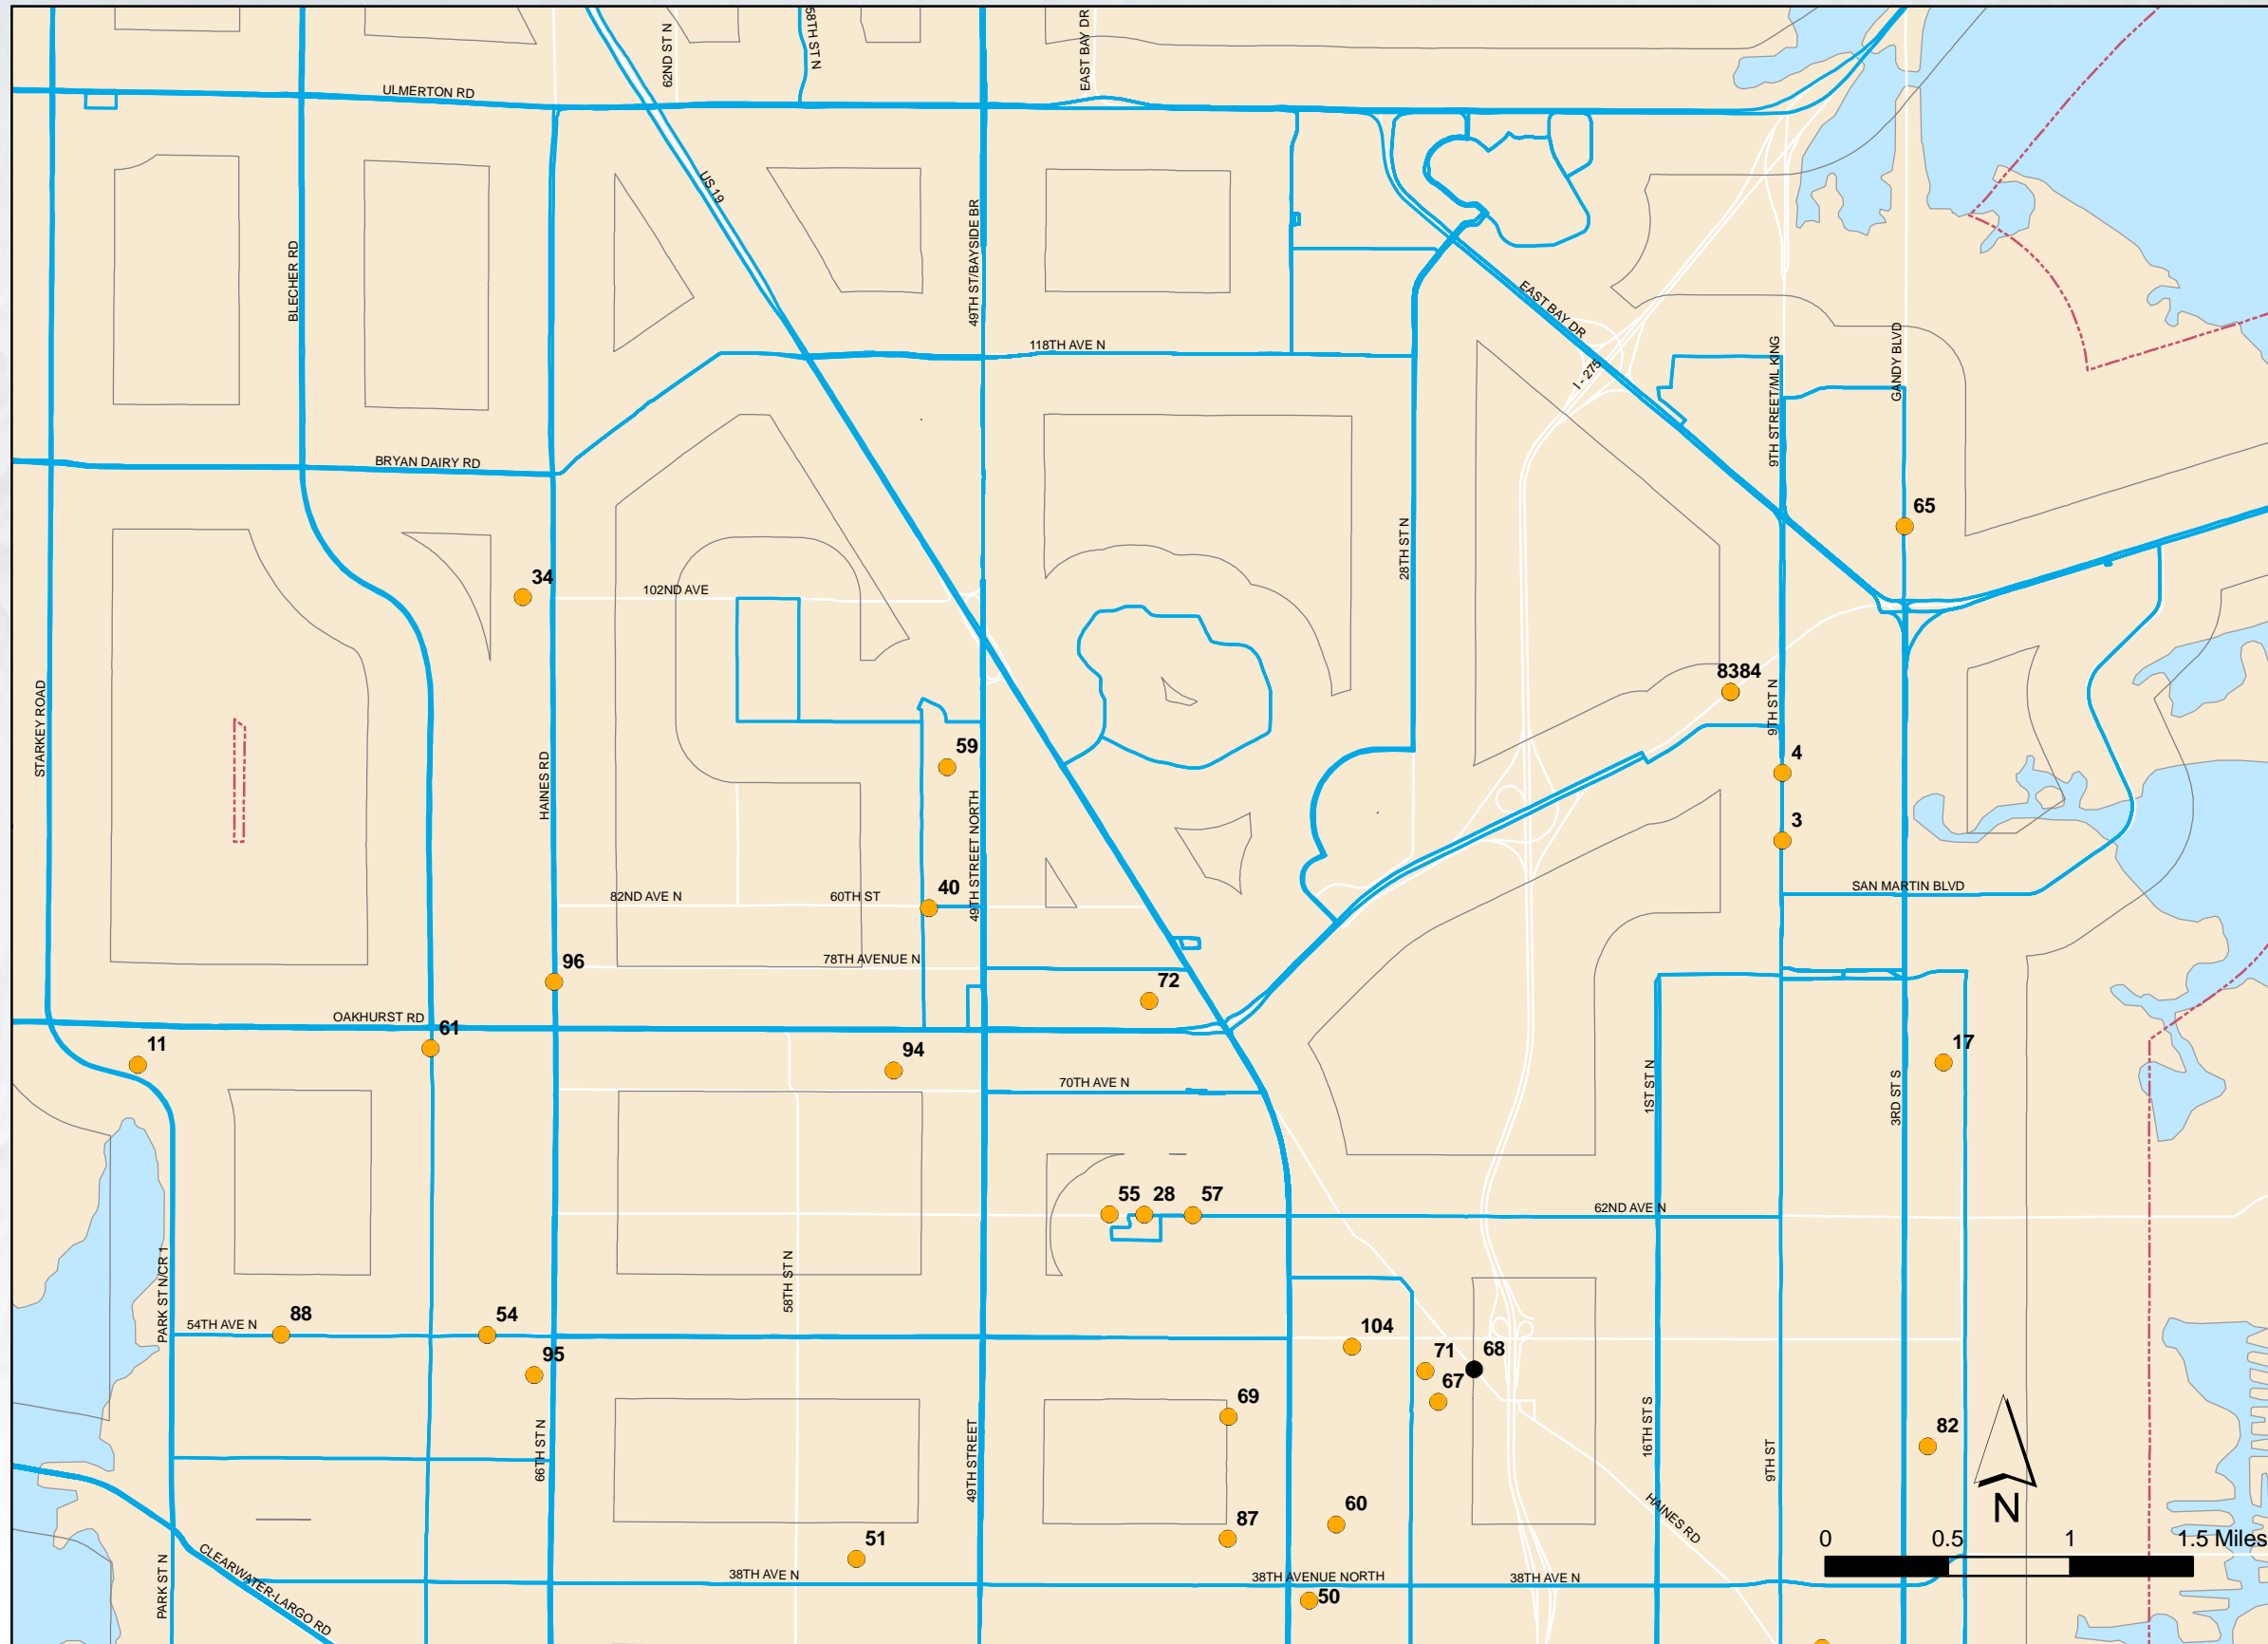 58TH ST N
62ND ST N
EAST BAY DR
ULMERTON RD
US 19
49TH ST/BAYSIDE BR
BLECHER RD
EAST BAY DR
118TH AVE N
I - 275
9TH STREET/ML KING
GANDY BLVD
BRYAN DAIRY RD
65
28TH ST N
34
102ND AVE
8384
9TH ST N
STARKEY ROAD
HAINES RD
59
4
49TH STREET NORTH
3
40
82ND AVE N
60TH ST
SAN MARTIN BLVD
96
78TH AVENUE N
72
OAKHURST RD
61
11
94
17
70TH AVE N
1ST ST N
3RD ST S
55
28
57
62ND AVE N
58TH ST N
PARK ST N/CR 1
88
54
54TH AVE N
104
95
71
68
67
69
82
66TH ST N
49TH STREET
16TH ST S
9TH ST
N
HAINES RD
60
87
51
0
0.5
1
1.5 Miles
CLEARWATER-LARGO RD
PARK ST N
38TH AVE N
38TH AVENUE NORTH
38TH AVE N
50